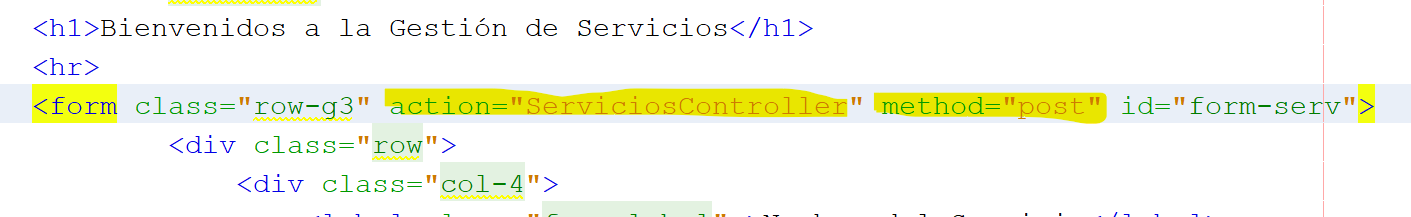 <h1>Bienvenidos a la Gestión de Servicios</h1>
<hr>
<form class="row-g3" action="ServiciosController" method="post" id="form-serv">
<div class="row">
<div class="col-4">